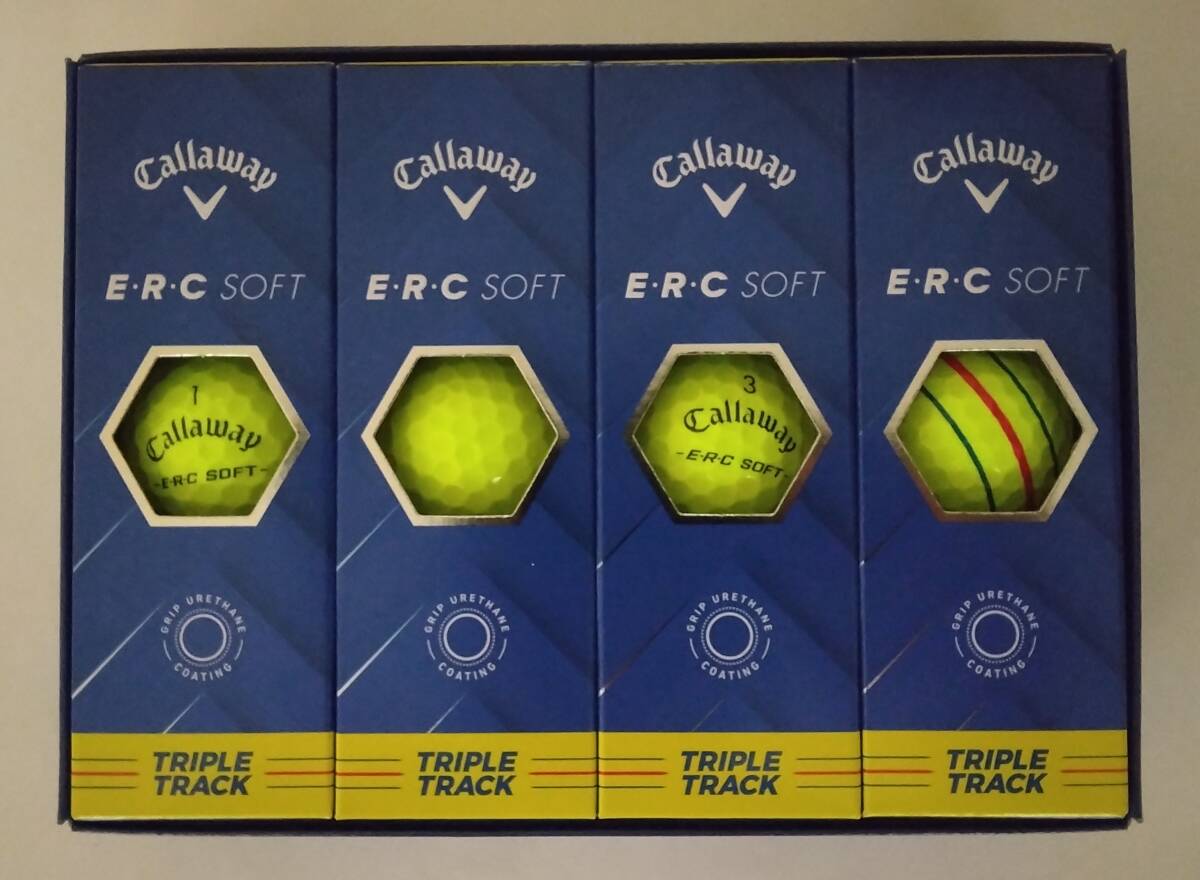 Callaway
E·R·C SOFT
1
Callaway
-E·R·C SOFT-
GRIP URETHANE
COATING
TRIPLE
TRACK
Callaway
E·R·C SOFT
GRIP URETHANE
COATING
TRIPLE
TRACK
Callaway
E·R·C SOFT
3
Callaway
-E·R·C SOFT-
GRIP URETHANE
COATING
TRIPLE
TRACK
Callaway
E·R·C SOFT
GRIP URETHANE
COATING
TRIPLE
TRACK